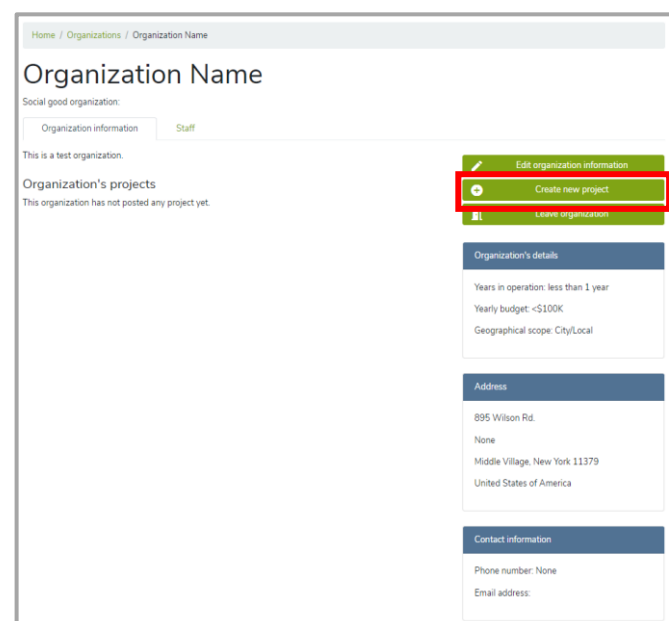 Home / Organizations / Organization Name
Organization Name
Social good organization:
Organization information
Staff
This is a test organization.
Organization's projects
This organization has not posted any project yet.
Edit organization information
Create new project
Leave organization
Organization's details
Years in operation: less than 1 year
Yearly budget: <$100K
Geographical scope: City/Local
Address
895 Wilson Rd.
None
Middle Village, New York 11379
United States of America
Contact information
Phone number: None
Email address: